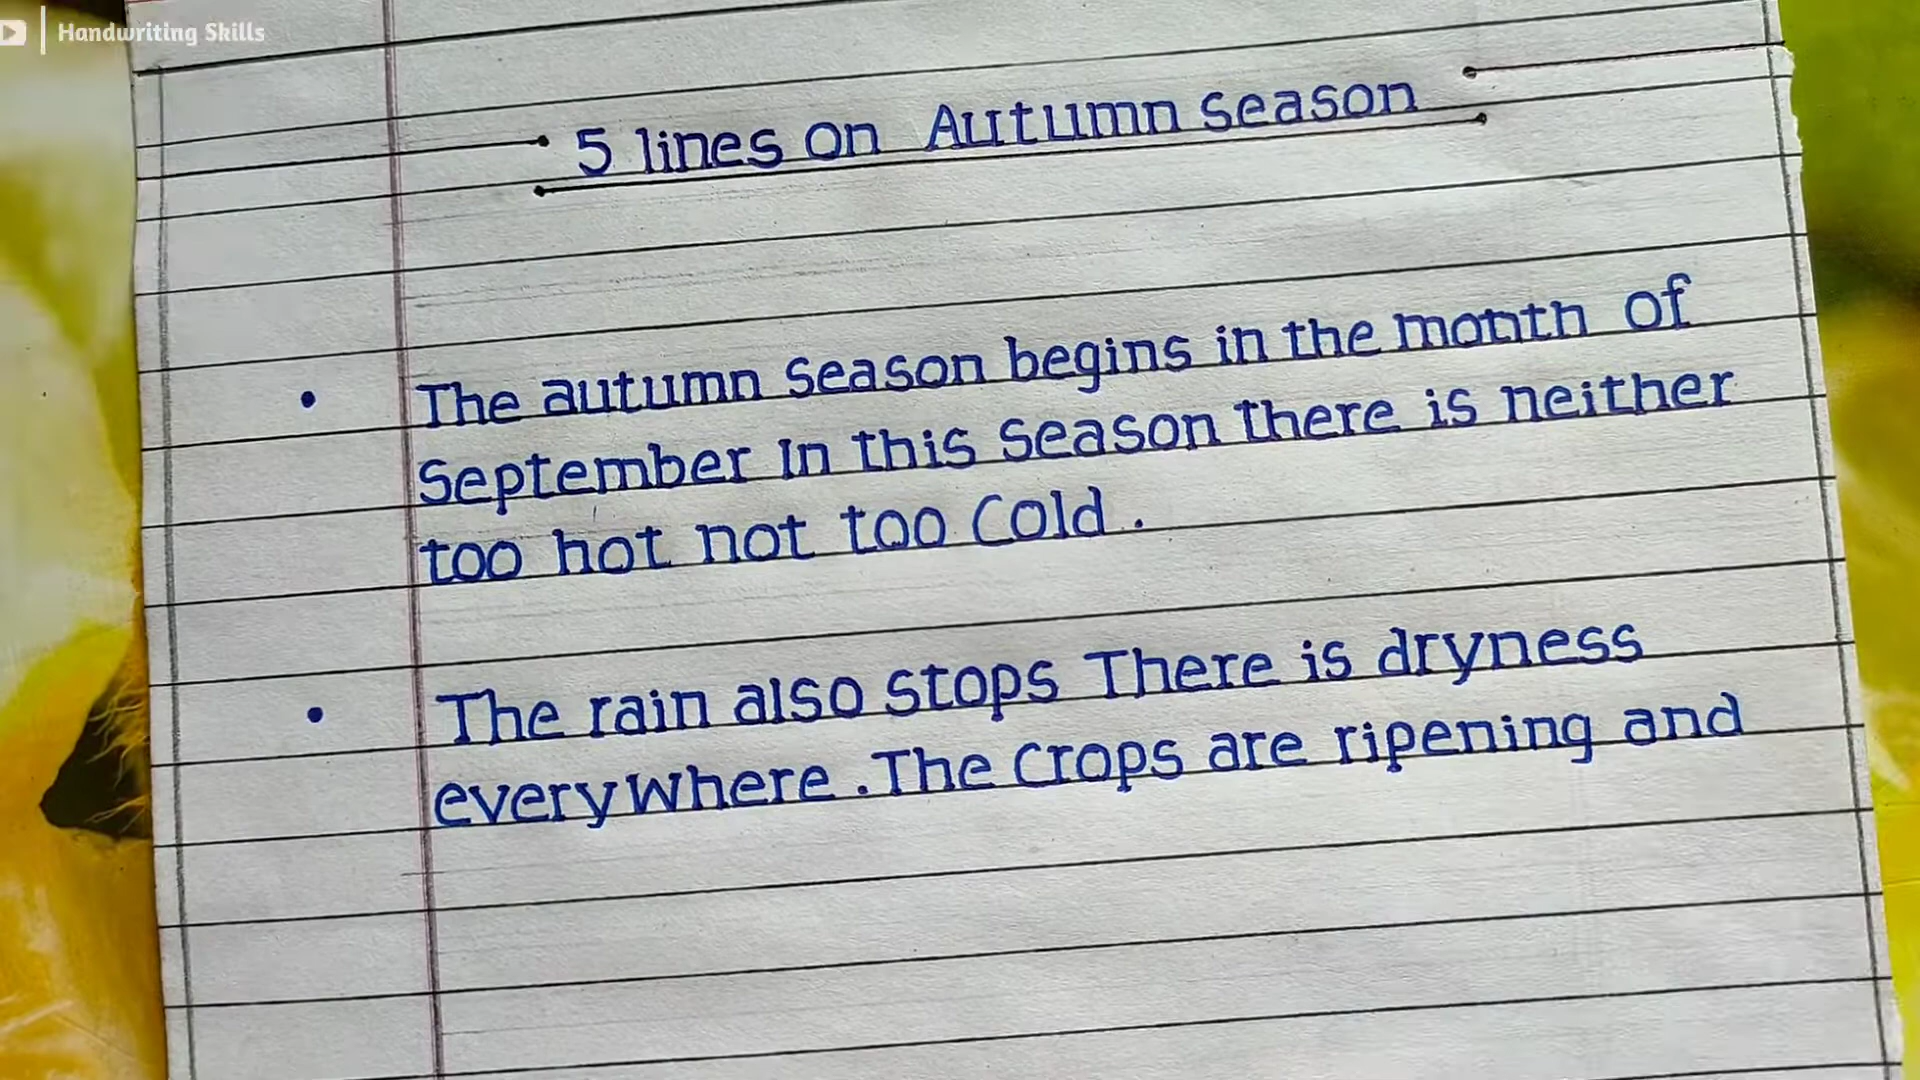 Handwriting Skills
5 lines on Autumn season
• The autumn season begins in the month of
September In this season there is neither
too hot not too Cold .
• The rain also stops There is dryness
everywhere . The Crops are ripening and